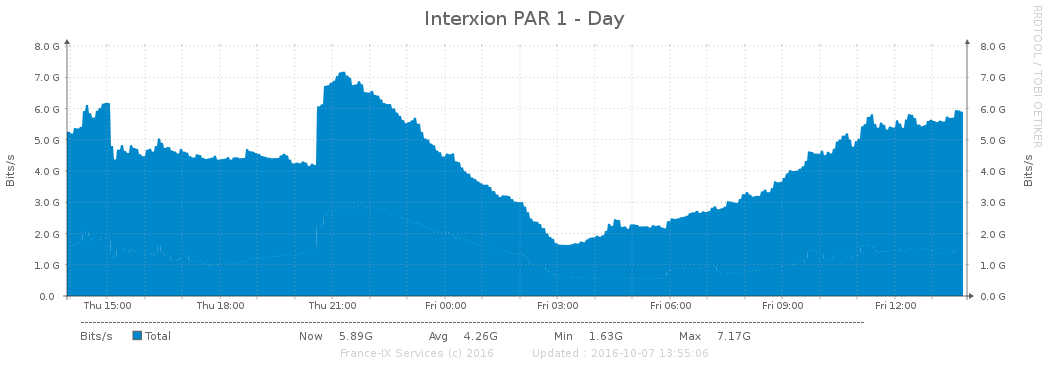 Interxion PAR 1 - Day
RRDTOOL / TOBI OETIKER
Bits/s
Bits/s
8.0 G 8.0 G
7.0 G 7.0 G
6.0 G 6.0 G
5.0 G 5.0 G
4.0 G 4.0 G
3.0 G 3.0 G
2.0 G 2.0 G
1.0 G 1.0 G
0.0 0.0 G
Thu 15:00 Thu 18:00 Thu 21:00 Fri 00:00 Fri 03:00 Fri 06:00 Fri 09:00 Fri 12:00
Bits/s Total Now 5.89G Avg 4.26G Min 1.63G Max 7.17G
France-IX Services (c) 2016 Updated : 2016-10-07 13:55:06